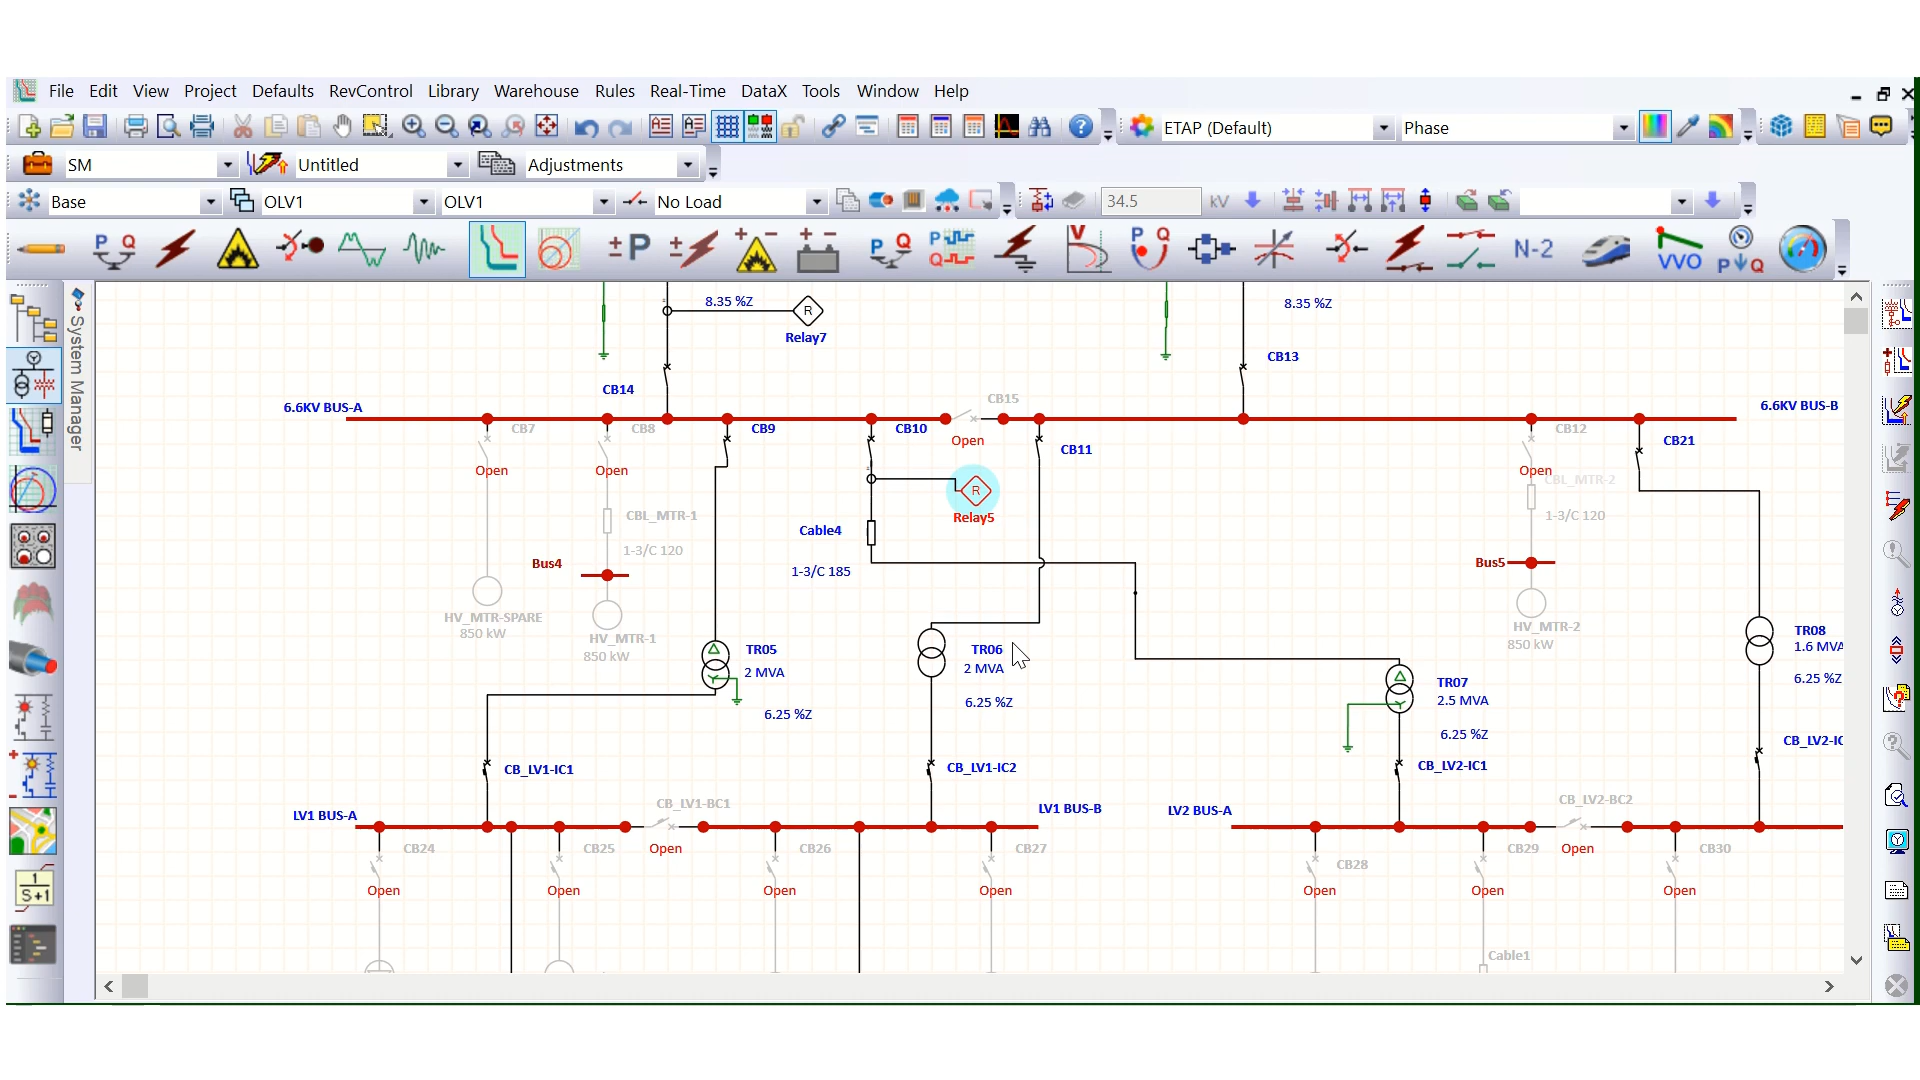 File Edit View Project Defaults RevControl Library Warehouse Rules Real-Time DataX Tools Window Help
ETAP (Default) Phase
SM Untitled Adjustments
Base OLV1 OLV1 No Load 34.5 kV
P Q ±P P Q P Q V P Q N-2 VVO P Q
System Manager
8.35 %Z R 8.35 %Z
Relay7
CB13
CB14
6.6KV BUS-A CB15 6.6KV BUS-B
CB7 CB8 CB9 CB10 Open CB11 CB12 CB21
Open Open Open
CBL_MTR-2
R
Relay5
CBL_MTR-1 1-3/C 120
Cable4
1-3/C 120
Bus4 Bus5
1-3/C 185
HV_MTR-SPARE
850 kW
HV_MTR-1
850 kW
HV_MTR-2
850 kW
TR05
2 MVA
6.25 %Z
TR06
2 MVA
6.25 %Z
TR07
2.5 MVA
6.25 %Z
TR08
1.6 MVA
6.25 %Z
CB_LV1-IC1 CB_LV1-IC2 CB_LV2-IC1 CB_LV2-IC
LV1 BUS-A CB_LV1-BC1 LV1 BUS-B LV2 BUS-A CB_LV2-BC2
CB24 CB25 Open CB26 CB27 CB28 CB29 Open CB30
Open Open Open Open Open Open Open
Cable1
1
S+1